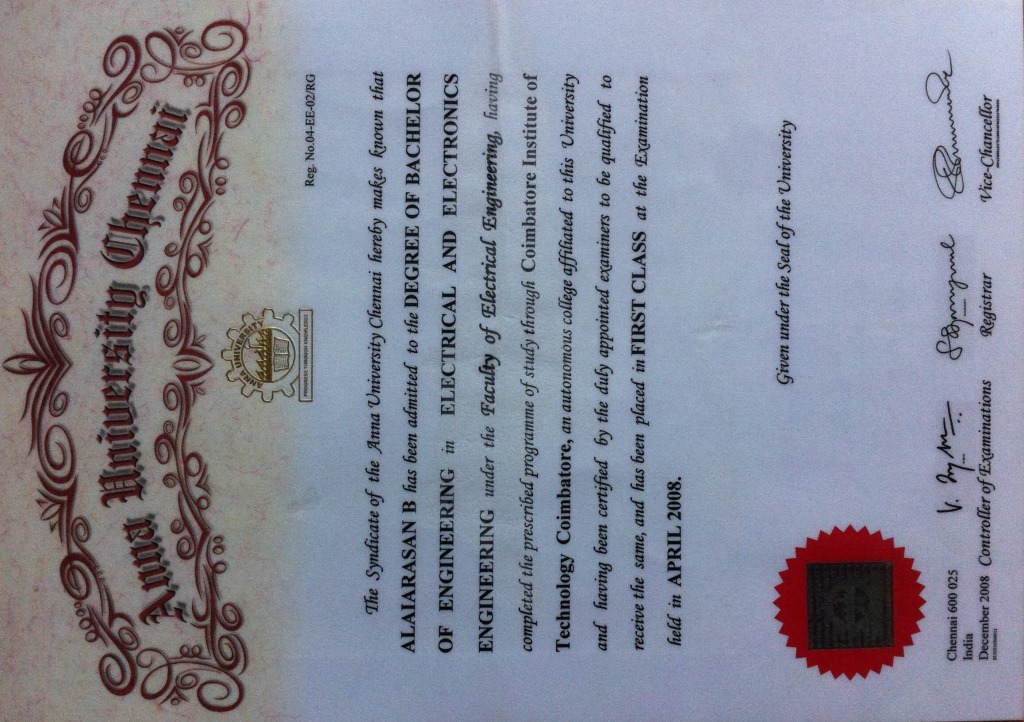 Anna University Chennai
ANNA UNIVERSITY
PROGRESS THROUGH KNOWLEDGE
Reg. No.04-EE-02/RG
The Syndicate of the Anna University Chennai hereby makes known that
ALAIARASAN B has been admitted to the DEGREE OF BACHELOR
OF ENGINEERING in ELECTRICAL AND ELECTRONICS
ENGINEERING under the Faculty of Electrical Engineering, having
completed the prescribed programme of study through Coimbatore Institute of
Technology Coimbatore, an autonomous college affiliated to this University
and having been certified by the duly appointed examiners to be qualified to
receive the same, and has been placed in FIRST CLASS at the Examination
held in APRIL 2008.
Given under the Seal of the University
Chennai 600 025
India
December 2008 Controller of Examinations Registrar Vice-Chancellor